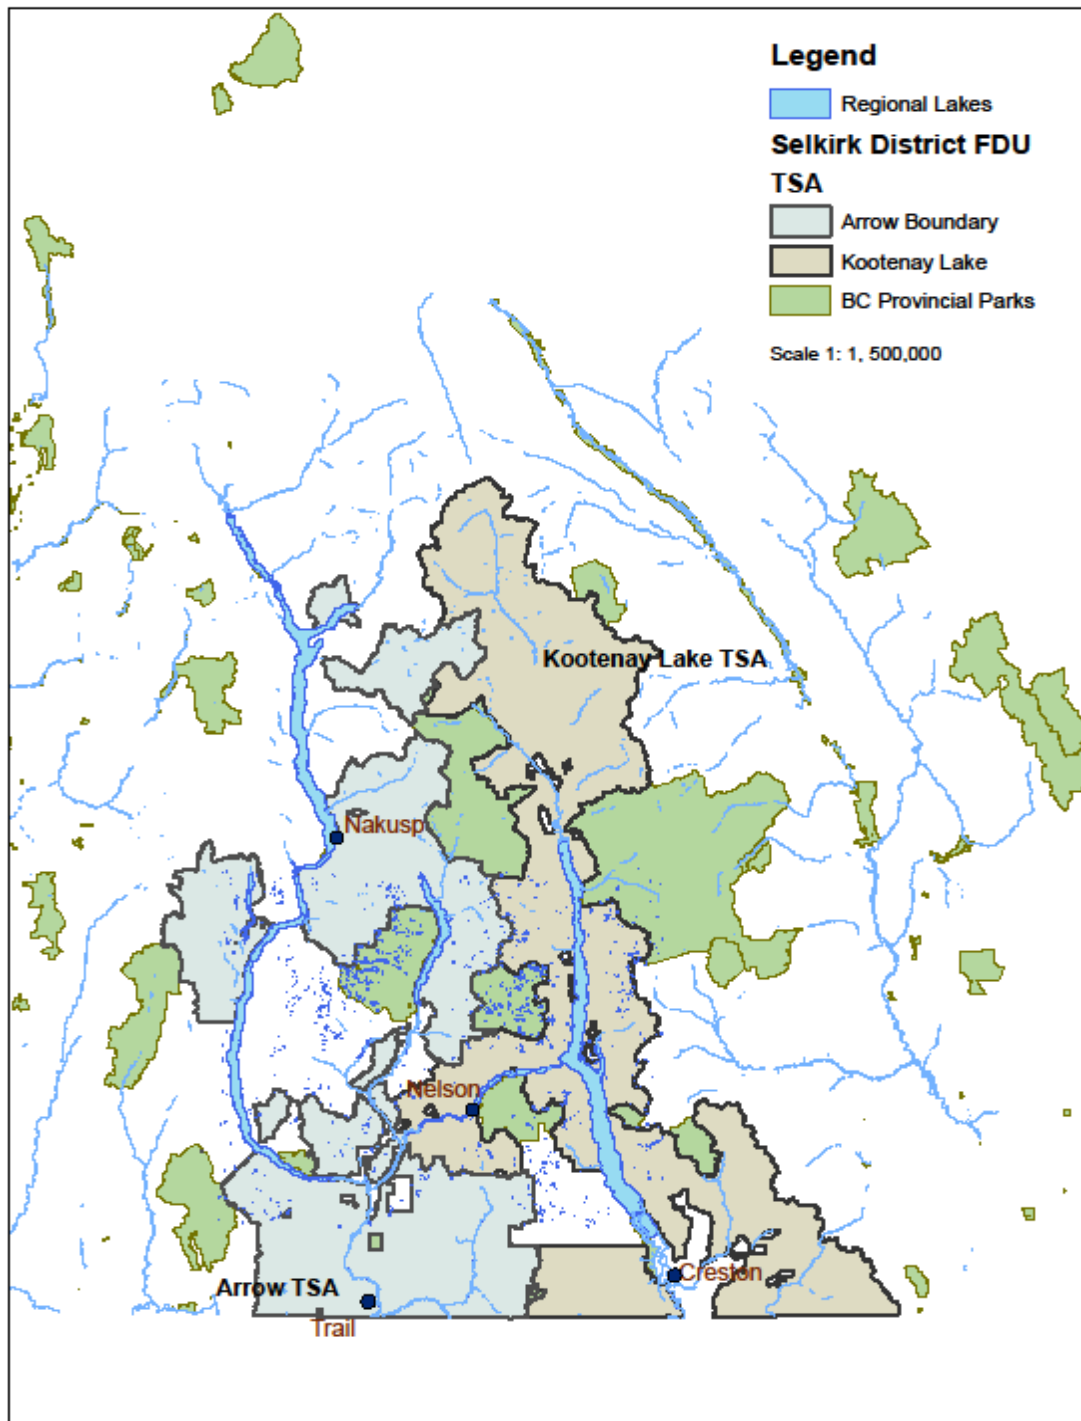 Legend
Regional Lakes
Selkirk District FDU
TSA
Arrow Boundary
Kootenay Lake
BC Provincial Parks
Scale 1: 1, 500,000
Kootenay Lake TSA
Nakusp
Nelson
Creston
Arrow TSA
Trail